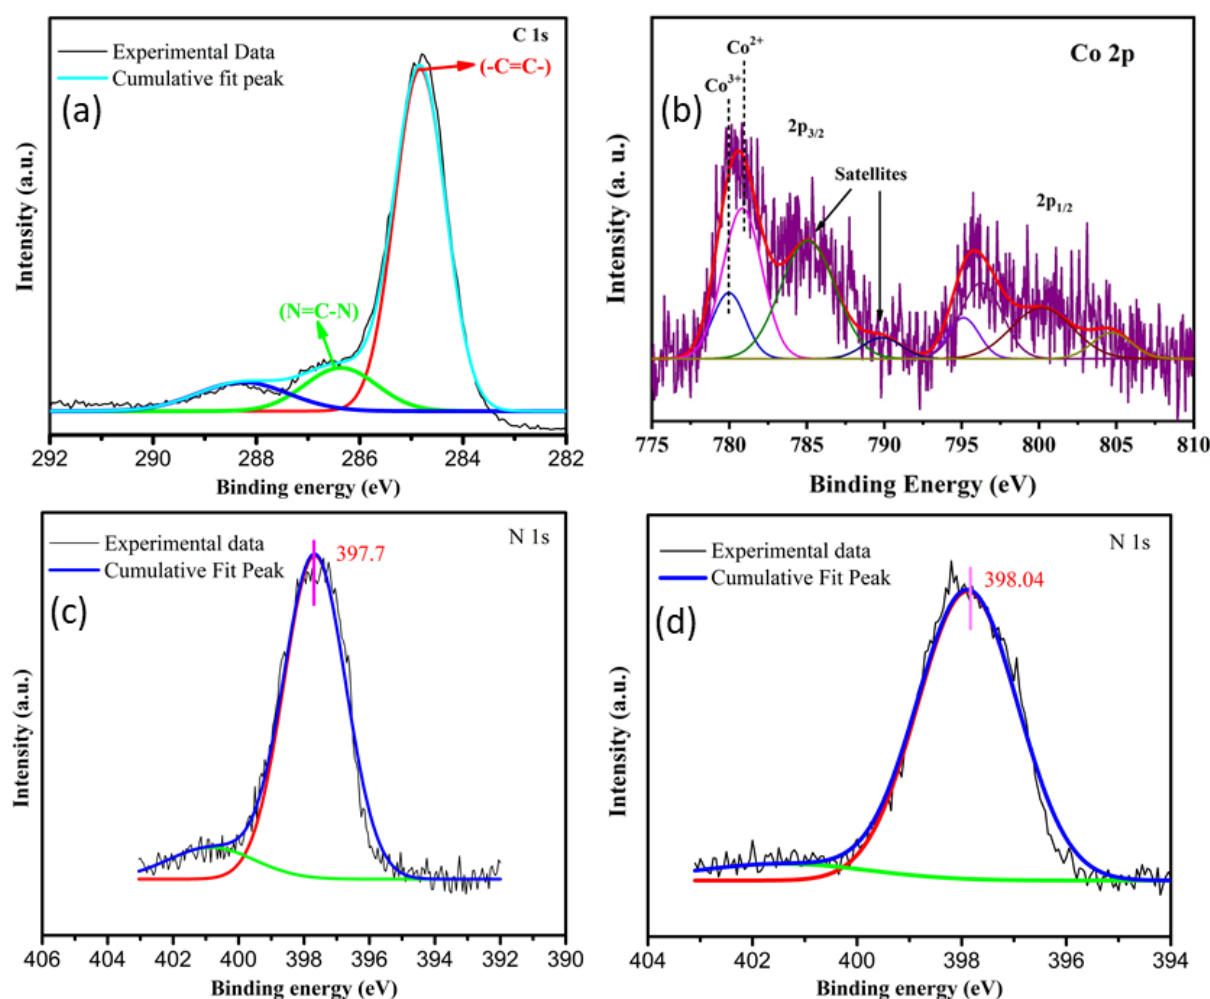 C 1s
Experimental Data
Cumulative fit peak
(-C=C-)
(a)
(N=C-N)
Intensity (a.u.)
292 290 288 286 284 282
Binding energy (eV)
Co 2p
Co2+
Co3+
(b)
2p3/2
Satellites
2p1/2
Intensity (a. u.)
775 780 785 790 795 800 805 810
Binding Energy (eV)
Experimental data
Cumulative Fit Peak
N 1s
397.7
(c)
Intensity (a.u.)
406 404 402 400 398 396 394 392 390
Binding energy (eV)
Experimental data
Cumulative Fit Peak
N 1s
398.04
(d)
Intensity (a.u.)
404 402 400 398 396 394
Binding energy (eV)